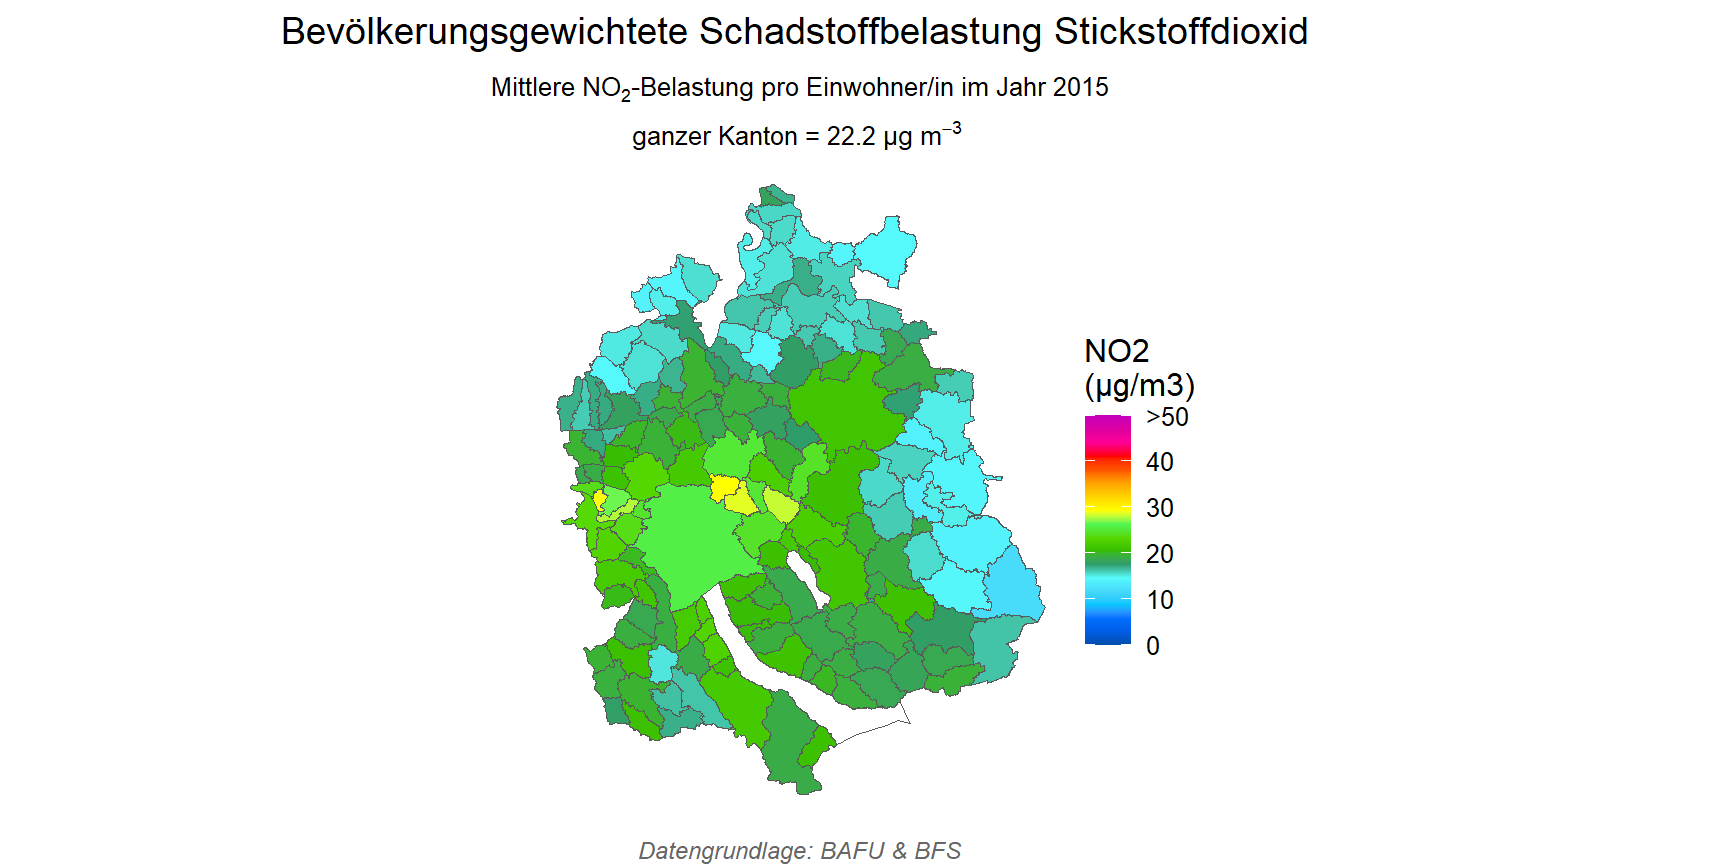 Bevölkerungsgewichtete Schadstoffbelastung Stickstoffdioxid
Mittlere NO₂-Belastung pro Einwohner/in im Jahr 2015
ganzer Kanton = 22.2 µg m⁻³
NO2
(µg/m3)
>50
40
30
20
10
0
Datengrundlage: BAFU & BFS